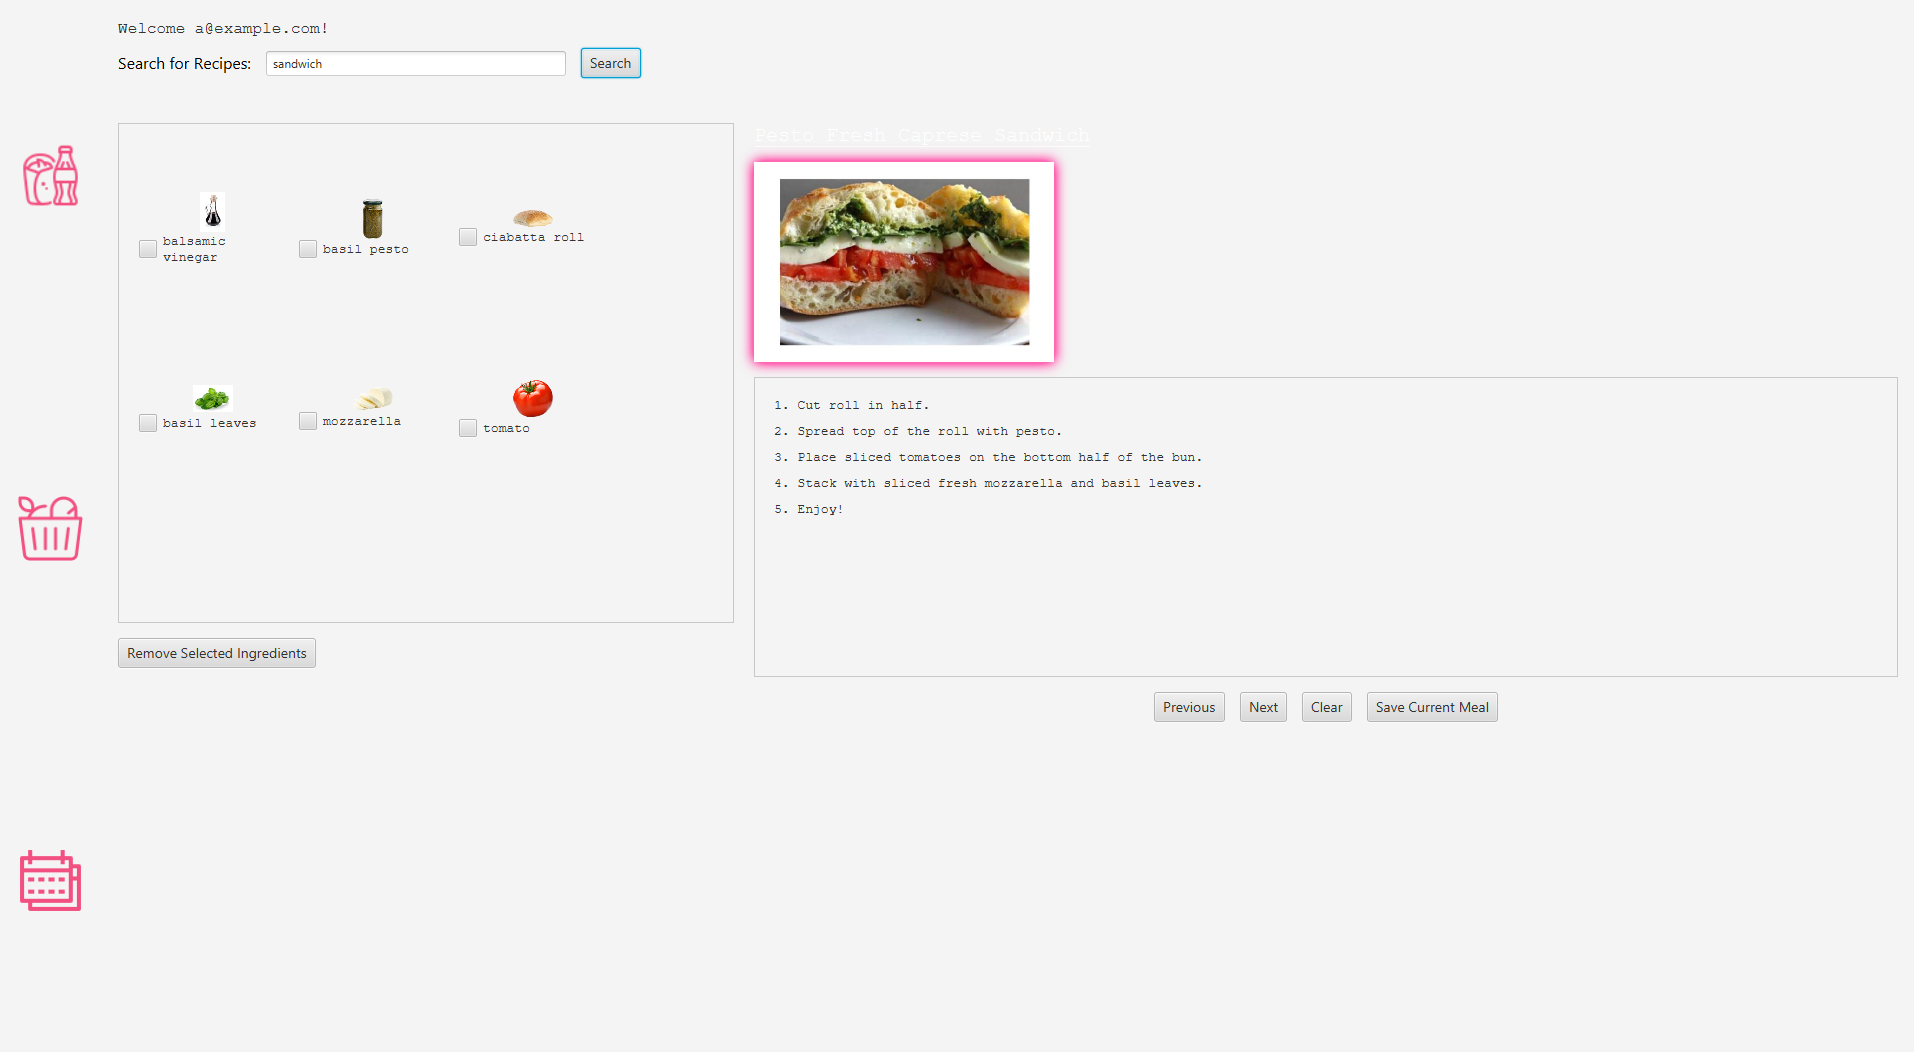 Welcome a@example.com!
Search for Recipes:
sandwich
Search
balsamic
vinegar
basil pesto
ciabatta roll
basil leaves
mozzarella
tomato
Remove Selected Ingredients
Pesto Fresh Caprese Sandwich
1. Cut roll in half.
2. Spread top of the roll with pesto.
3. Place sliced tomatoes on the bottom half of the bun.
4. Stack with sliced fresh mozzarella and basil leaves.
5. Enjoy!
Previous
Next
Clear
Save Current Meal